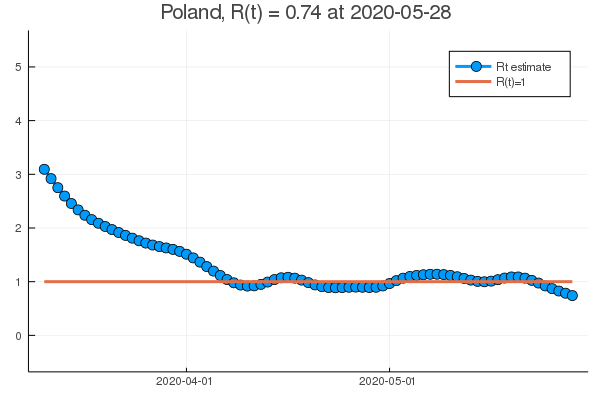 Poland, R(t) = 0.74 at 2020-05-28
5
Rt estimate
R(t)=1
4
3
2
1
0
2020-04-01 2020-05-01